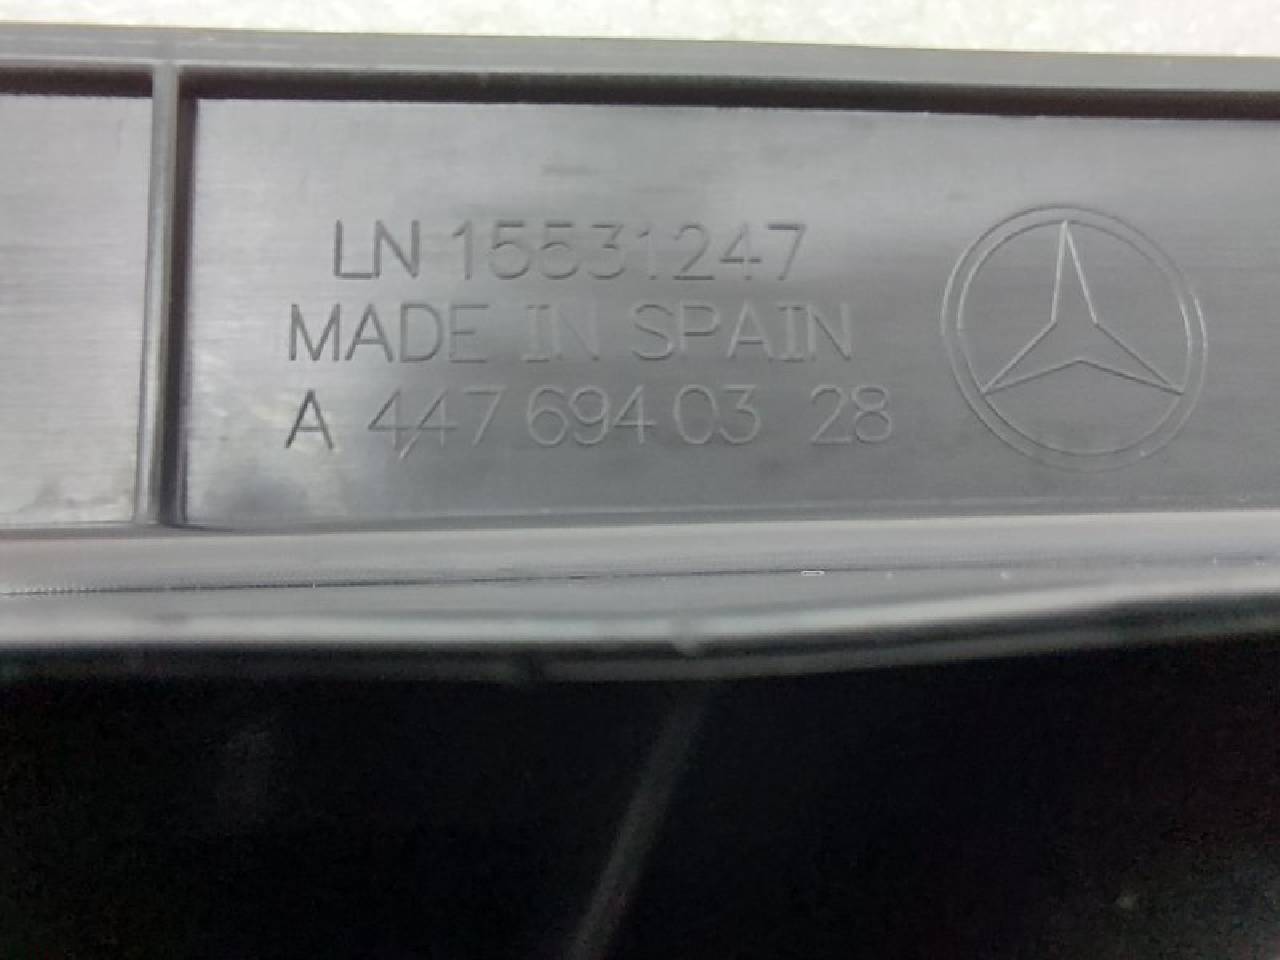 LN 15531247
MADE IN SPAIN
A 447 694 03 28